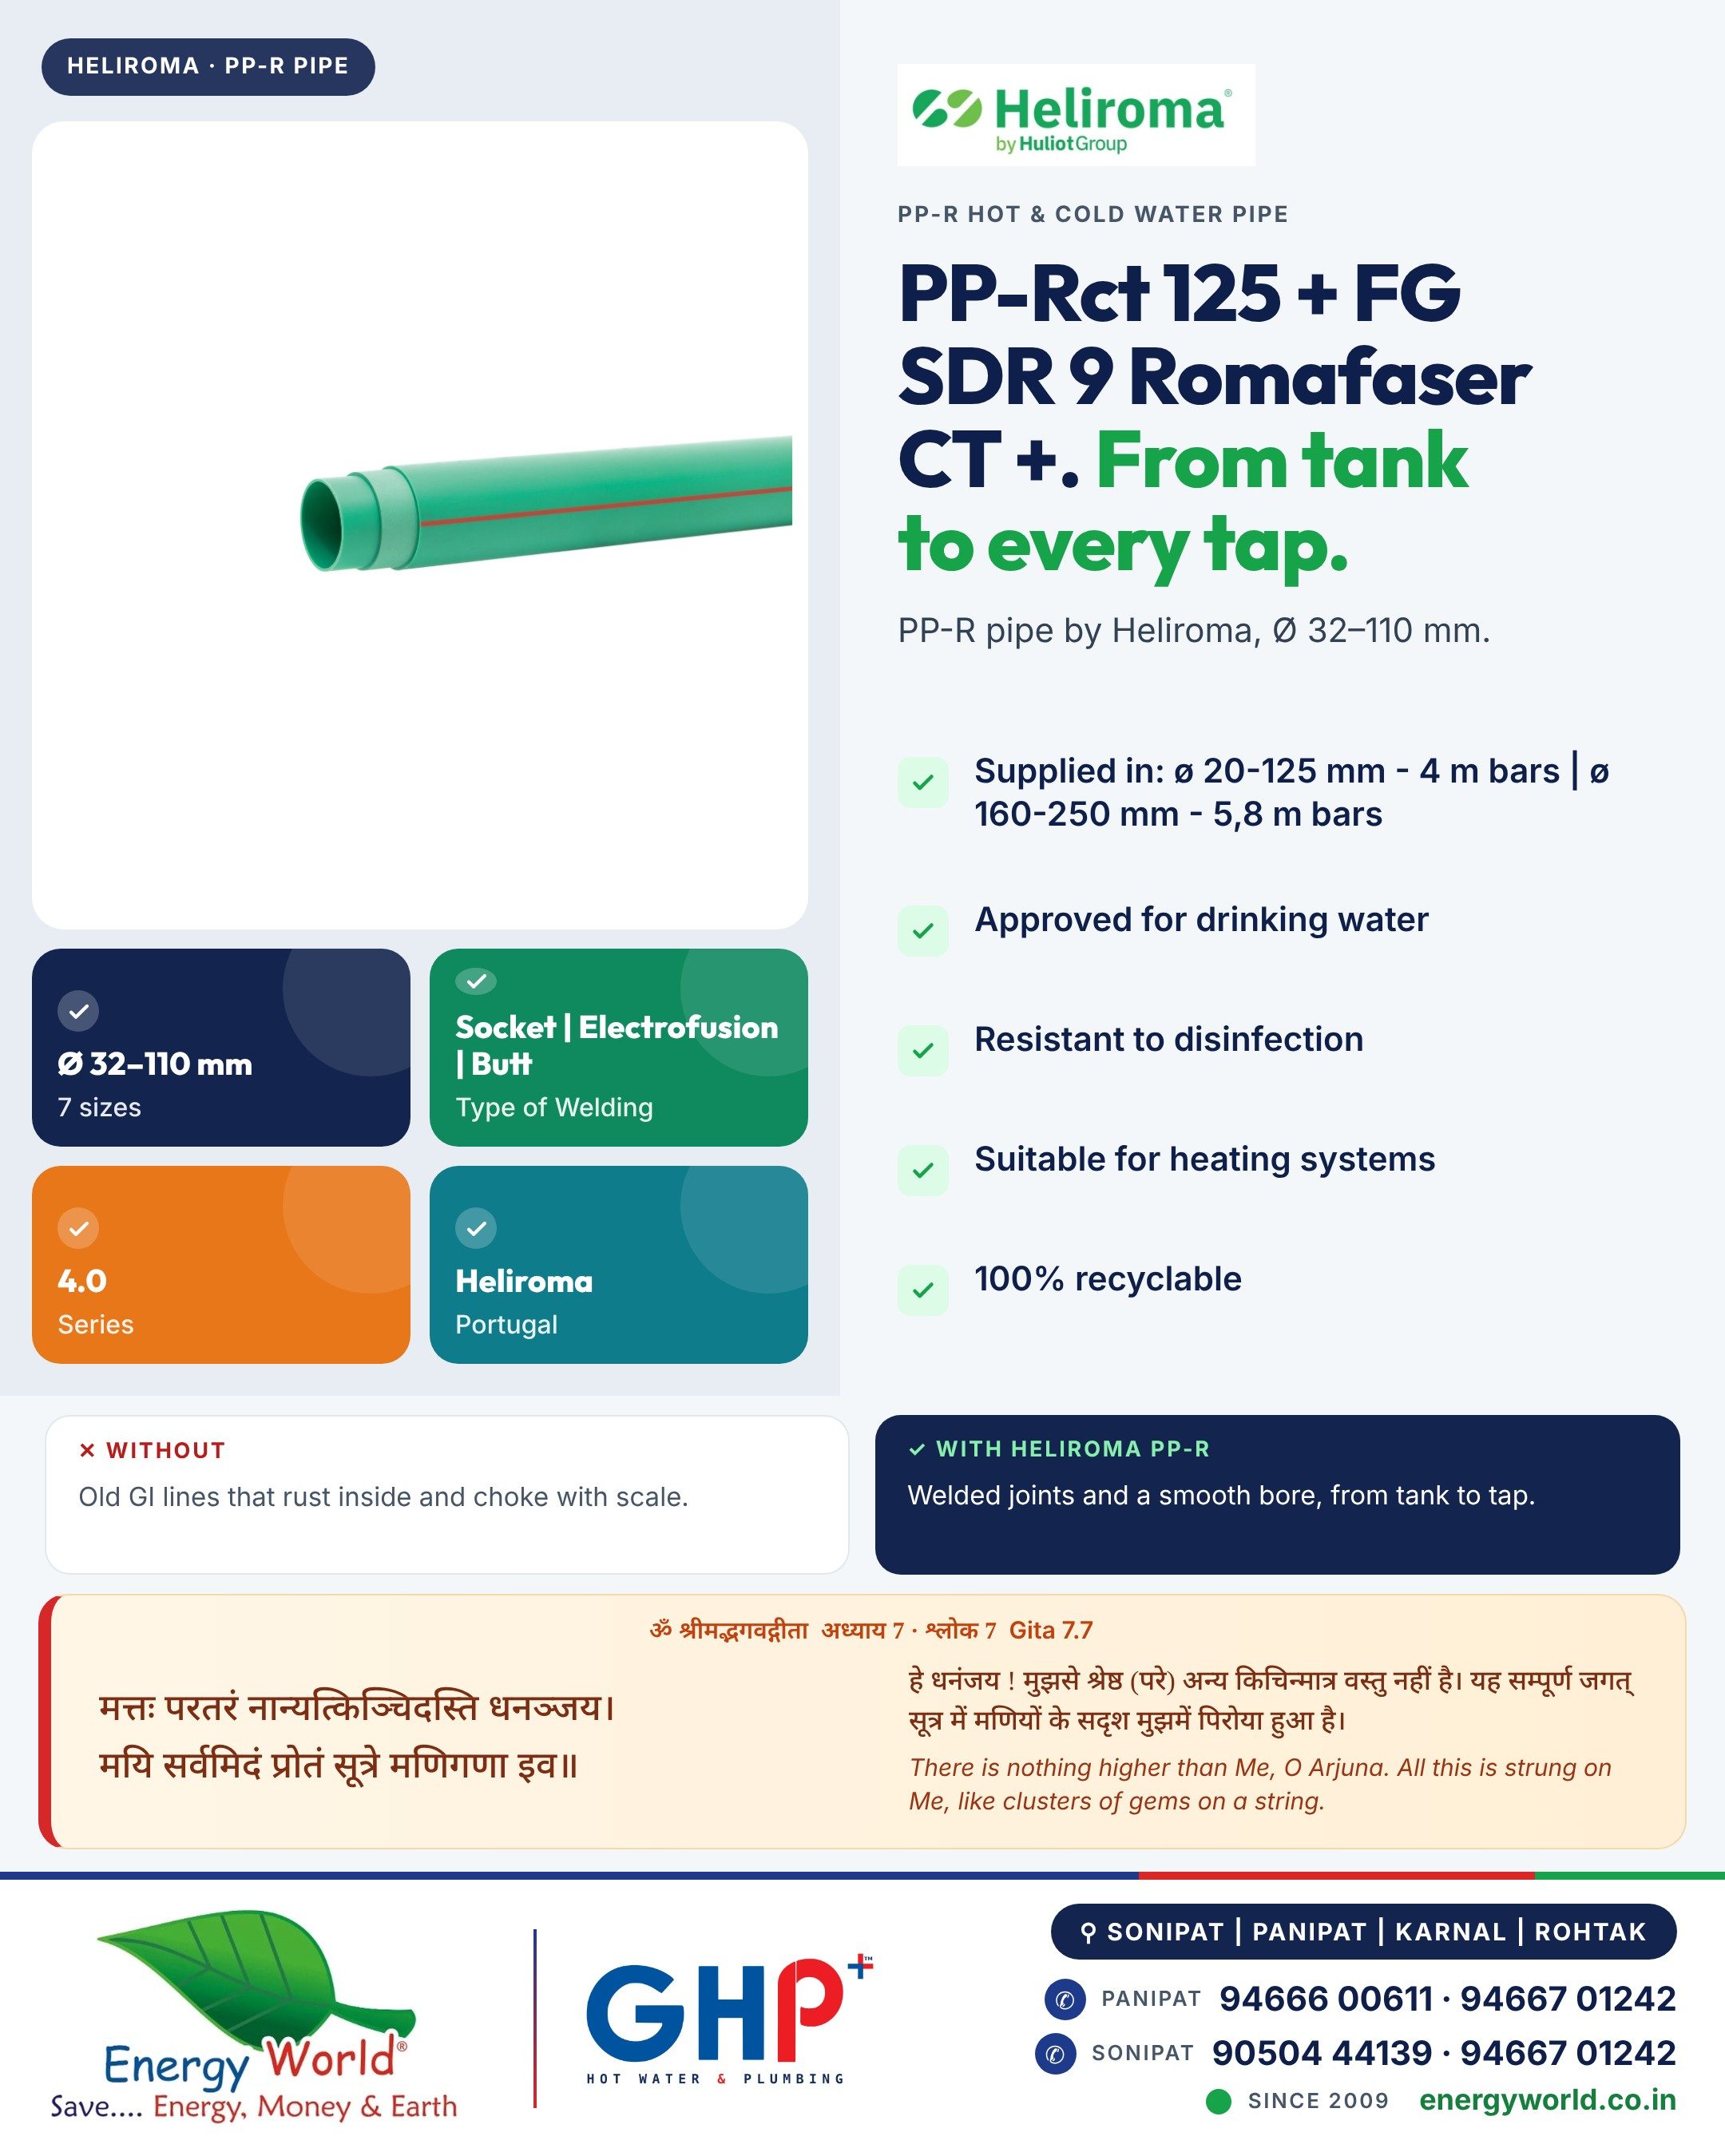 HELIROMA · PP-R PIPE
Heliroma®
by HuliotGroup
PP-R HOT & COLD WATER PIPE
PP-Rct 125 + FG
SDR 9 Romafaser
CT +. From tank
to every tap.
PP-R pipe by Heliroma, Ø 32–110 mm.
Supplied in: ø 20-125 mm - 4 m bars | ø
160-250 mm - 5,8 m bars
Approved for drinking water
Resistant to disinfection
Suitable for heating systems
100% recyclable
Ø 32–110 mm
7 sizes
Socket | Electrofusion
| Butt
Type of Welding
4.0
Series
Heliroma
Portugal
✕ WITHOUT
Old GI lines that rust inside and choke with scale.
✓ WITH HELIROMA PP-R
Welded joints and a smooth bore, from tank to tap.
ॐ श्रीमद्भगवद्गीता अध्याय 7 · श्लोक 7 Gita 7.7
मत्तः परतरं नान्यत्किञ्चिदस्ति धनञ्जय।
मयि सर्वमिदं प्रोतं सूत्रे मणिगणा इव॥
हे धनंजय ! मुझसे श्रेष्ठ (परे) अन्य किचिन्मात्र वस्तु नहीं है। यह सम्पूर्ण जगत्
सूत्र में मणियों के सदृश मुझमें पिरोया हुआ है।
There is nothing higher than Me, O Arjuna. All this is strung on
Me, like clusters of gems on a string.
Energy World®
Save.... Energy, Money & Earth
GHP+™
HOT WATER & PLUMBING
SONIPAT | PANIPAT | KARNAL | ROHTAK
PANIPAT 94666 00611 · 94667 01242
SONIPAT 90504 44139 · 94667 01242
SINCE 2009 energyworld.co.in